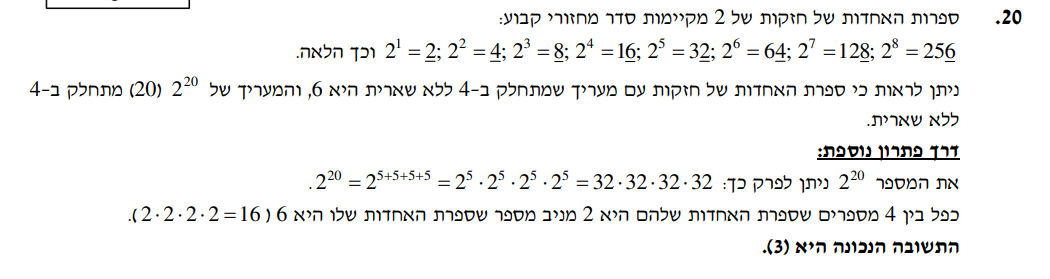 20. ספרות האחדות של חזקות של 2 מקיימות סדר מחזורי קבוע:
2¹ = 2; 2² = 4; 2³ = 8; 2⁴ = 16; 2⁵ = 32; 2⁶ = 64; 2⁷ = 128; 2⁸ = 256 וכך הלאה.
ניתן לראות כי ספרת האחדות של חזקות עם מעריך שמתחלק ב-4 ללא שארית היא 6, והמעריך של 2²⁰ (20) מתחלק ב-4
ללא שארית.
דרך פתרון נוספת:
את המספר 2²⁰ ניתן לפרק כך: 2²⁰ = 2⁵⁺⁵⁺⁵⁺⁵ = 2⁵ · 2⁵ · 2⁵ · 2⁵ = 32 · 32 · 32 · 32.
כפל בין 4 מספרים שספרת האחדות שלהם היא 2 מניב מספר שספרת האחדות שלו היא 6 (2 · 2 · 2 · 2 = 16).
התשובה הנכונה היא (3).